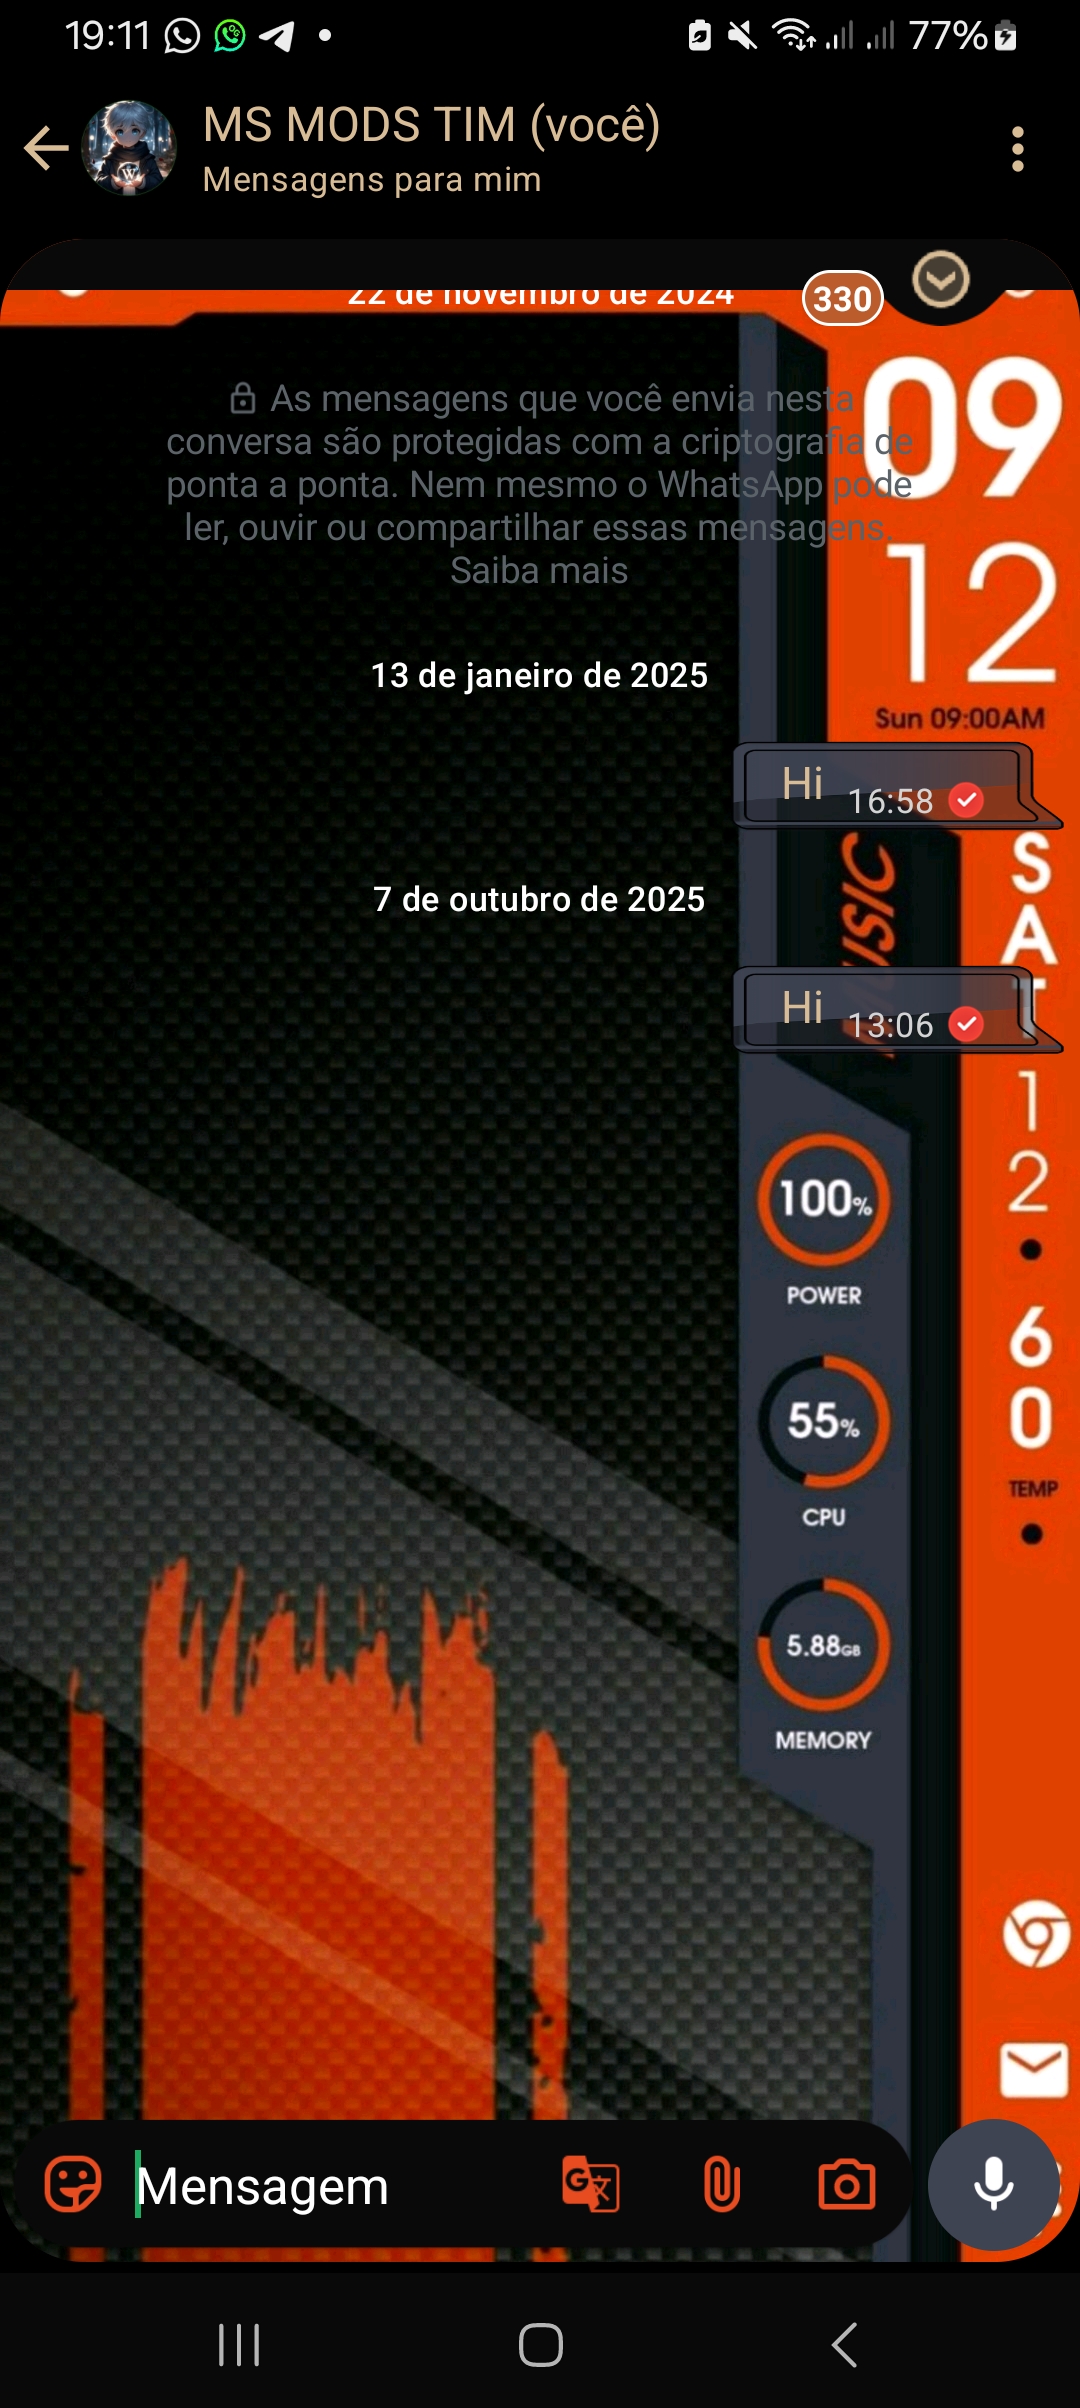 19:11
77%
MS MODS TIM (você)
Mensagens para mim
22 de novembro de 2024
330
As mensagens que você envia nesta
conversa são protegidas com a criptografia de
ponta a ponta. Nem mesmo o WhatsApp pode
ler, ouvir ou compartilhar essas mensagens.
Saiba mais
09
12
Sun 09:00AM
13 de janeiro de 2025
Hi 16:58
MUSIC
SAT
7 de outubro de 2025
Hi 13:06
12
100%
POWER
60
TEMP
55%
CPU
5.88GB
MEMORY
Mensagem